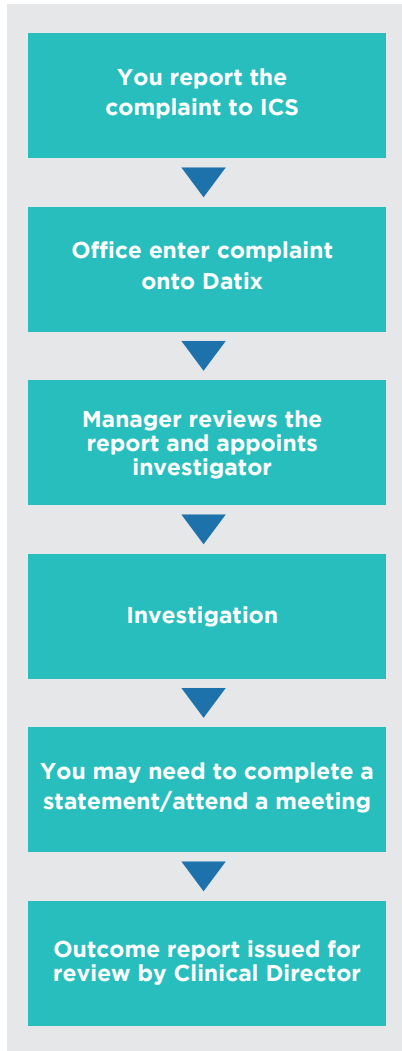 You report the
complaint to ICS
Office enter complaint
onto Datix
Manager reviews the
report and appoints
investigator
Investigation
You may need to complete a
statement/attend a meeting
Outcome report issued for
review by Clinical Director